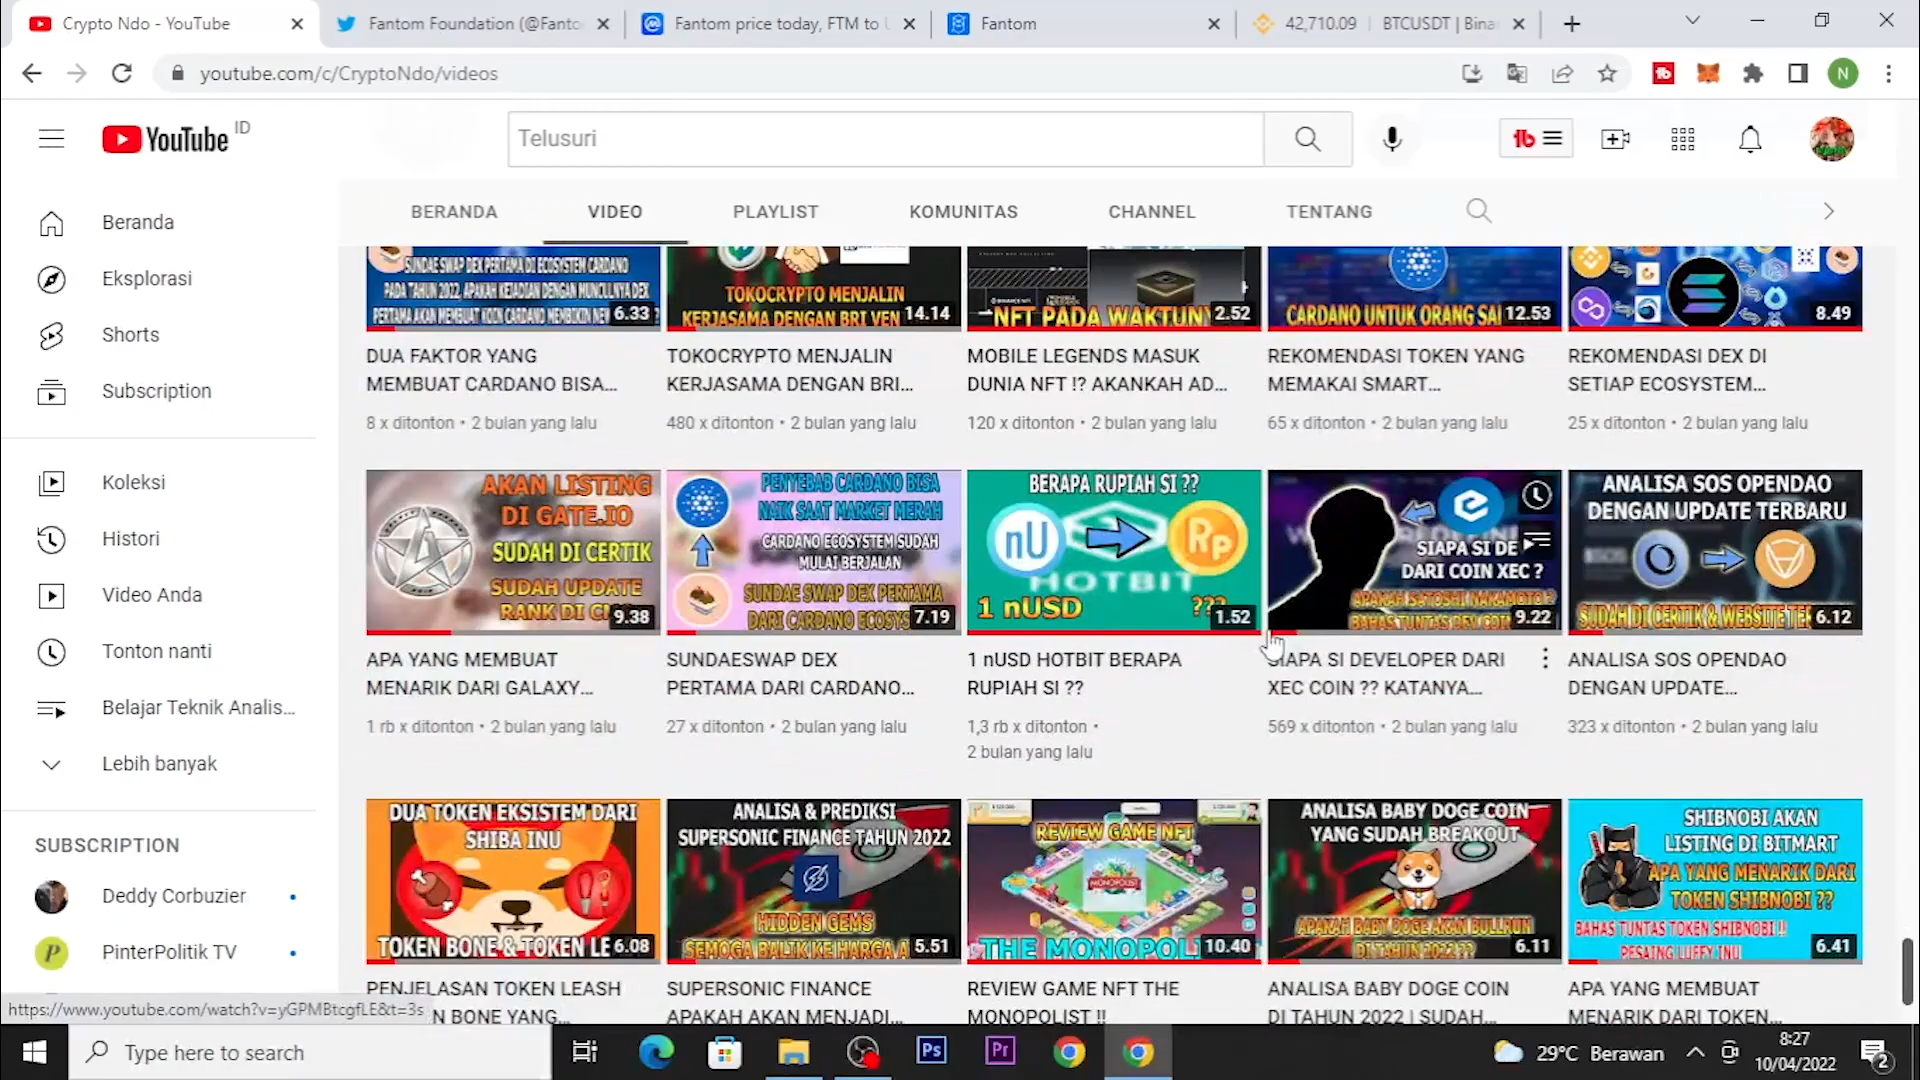 Crypto Ndo - YouTube
Fantom Foundation (@Fanto
Fantom price today, FTM to U
Fantom
42,710.09 | BTCUSDT | Bina
youtube.com/c/CryptoNdo/videos
N
YouTube ID
Telusuri
BERANDA
VIDEO
PLAYLIST
KOMUNITAS
CHANNEL
TENTANG
Beranda
Eksplorasi
Shorts
Subscription
Koleksi
Histori
Video Anda
Tonton nanti
Belajar Teknik Analis...
Lebih banyak
SUBSCRIPTION
Deddy Corbuzier
PinterPolitik TV
SUNDAE SWAP DEX PERTAMA DI ECOSYSTEM CARDANO
PADA TAHUN 2022, APAKAH KEJADIAN DENGAN MUNCULNYA DEX
PERTAMA AKAN MEMBUAT KOIN CARDANO MEMBIKIN NEW
6.33
DUA FAKTOR YANG
MEMBUAT CARDANO BISA...
8 x ditonton • 2 bulan yang lalu
TOKOCRYPTO MENJALIN
KERJASAMA DENGAN BRI VEN
14.14
TOKOCRYPTO MENJALIN
KERJASAMA DENGAN BRI...
480 x ditonton • 2 bulan yang lalu
NFT PADA WAKTUNY
2.52
MOBILE LEGENDS MASUK
DUNIA NFT !? AKANKAH AD...
120 x ditonton • 2 bulan yang lalu
CARDANO UNTUK ORANG SAI
12.53
REKOMENDASI TOKEN YANG
MEMAKAI SMART...
65 x ditonton • 2 bulan yang lalu
DEX
8.49
REKOMENDASI DEX DI
SETIAP ECOSYSTEM...
25 x ditonton • 2 bulan yang lalu
AKAN LISTING
DI GATE.IO
SUDAH DI CERTIK
SUDAH UPDATE
RANK DI
9.38
APA YANG MEMBUAT
MENARIK DARI GALAXY...
1 rb x ditonton • 2 bulan yang lalu
PENYEBAB CARDANO BISA
NAIK SAAT MARKET MERAH
CARDANO ECOSYSTEM SUDAH
MULAI BERJALAN
SUNDAE SWAP DEX PERTAMA
DARI CARDANO ECOSYS
7.19
SUNDAESWAP DEX
PERTAMA DARI CARDANO...
27 x ditonton • 2 bulan yang lalu
BERAPA RUPIAH SI ??
nU
Rp
HOTBIT
1 nUSD
???
1.52
1 nUSD HOTBIT BERAPA
RUPIAH SI ??
1,3 rb x ditonton •
2 bulan yang lalu
SIAPA SI DE
DARI COIN XEC ?
APAKAH SATOSHI NAKAMOTO ?
BAHAS TUNTAS DEV COIN
9.22
SIAPA SI DEVELOPER DARI
XEC COIN ?? KATANYA...
569 x ditonton • 2 bulan yang lalu
ANALISA SOS OPENDAO
DENGAN UPDATE TERBARU
SUDAH DI CERTIK & WEBSITE TER
6.12
ANALISA SOS OPENDAO
DENGAN UPDATE...
323 x ditonton • 2 bulan yang lalu
DUA TOKEN EKSISTEM DARI
SHIBA INU
TOKEN BONE & TOKEN LE
6.08
PENJELASAN TOKEN LEASH
N BONE YANG...
ANALISA & PREDIKSI
SUPERSONIC FINANCE TAHUN 2022
HIDDEN GEMS
SEMOGA BALIK KE HARGA A
5.51
SUPERSONIC FINANCE
APAKAH AKAN MENJADI...
REVIEW GAME NFT
MONOPOLIST
THE MONOPOLI
10.40
REVIEW GAME NFT THE
MONOPOLIST !!
ANALISA BABY DOGE COIN
YANG SUDAH BREAKOUT
APAKAH BABY DOGE AKAN BULLRUN
DI TAHUN 2022 ??
6.11
ANALISA BABY DOGE COIN
DI TAHUN 2022 | SUDAH...
SHIBNOBI AKAN
LISTING DI BITMART
APA YANG MENARIK DARI
TOKEN SHIBNOBI ??
BAHAS TUNTAS TOKEN SHIBNOBI !!
PESAING LUFFY INU
6.41
APA YANG MEMBUAT
MENARIK DARI TOKEN...
https://www.youtube.com/watch?v=yGPMBtcgfLE&t=3s
Type here to search
Ps
Pr
29°C Berawan
8:27
10/04/2022
2